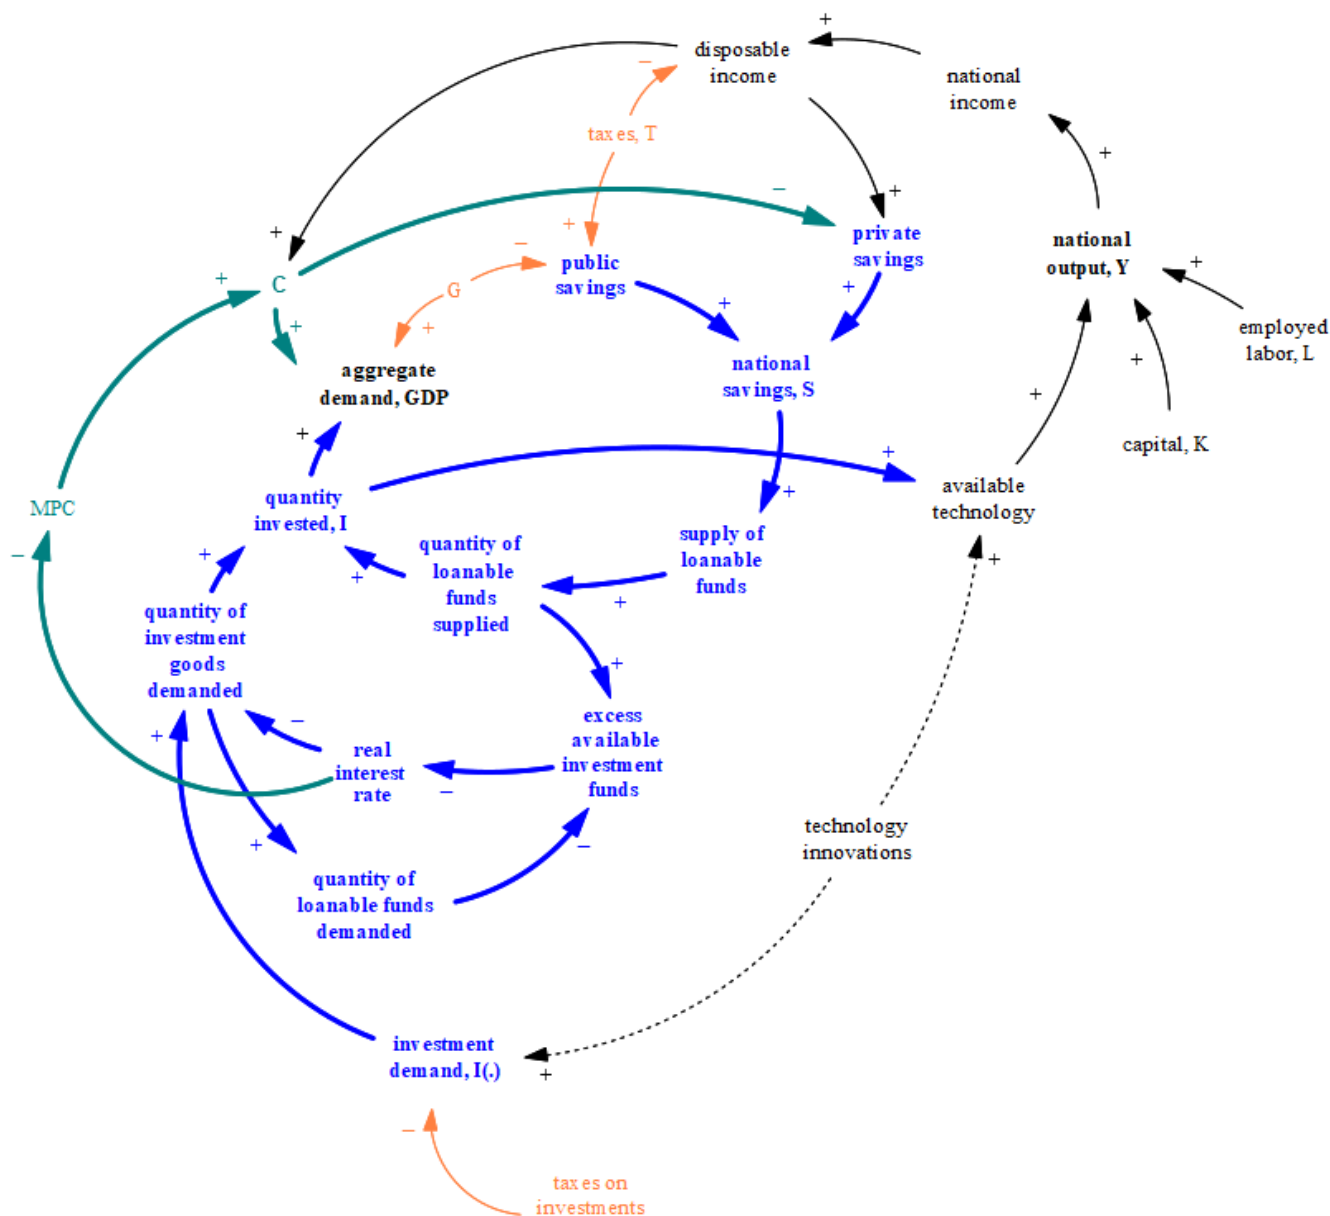 +
disposable
income
national
income
−
taxes, T
+
+
−
+
private
savings
+
national
output, Y
+
−
public
savings
+
+
C
G
+
+
+
+
employed
labor, L
aggregate
demand, GDP
national
savings, S
+
+
+
capital, K
+
+
available
technology
quantity
invested, I
MPC
−
+
supply of
loanable
funds
quantity of
loanable
funds
supplied
+
+
+
+
quantity of
investment
goods
demanded
+
−
+
excess
available
investment
funds
real
interest
rate
−
technology
innovations
+
−
quantity of
loanable funds
demanded
investment
demand, I(.)
+
−
taxes on
investments